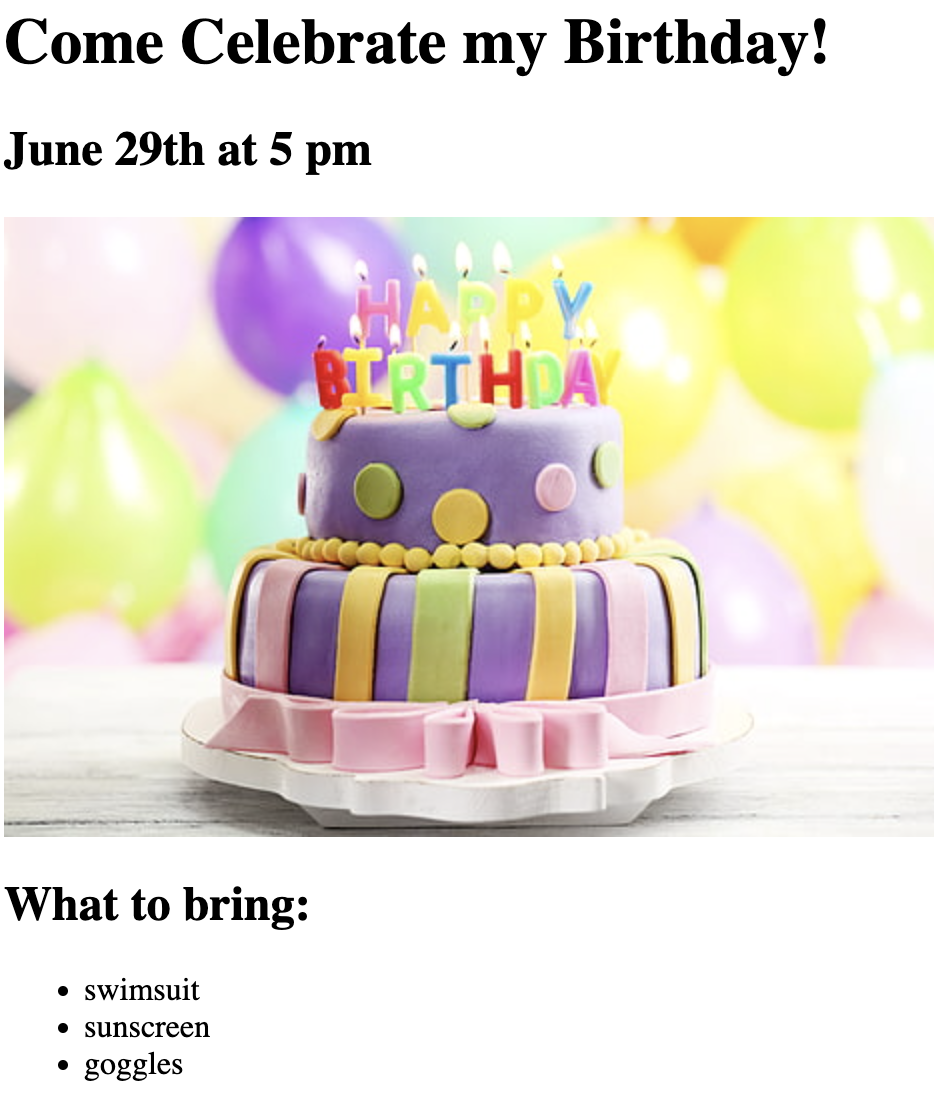 Come Celebrate my Birthday!
June 29th at 5 pm
HAPPY
BIRTHDAY
What to bring:
swimsuit
sunscreen
goggles